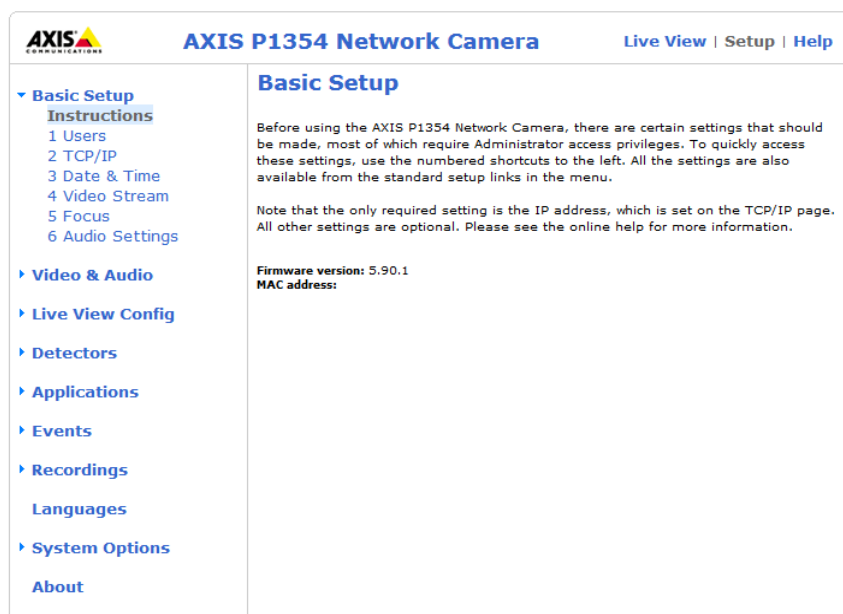 AXIS
COMMUNICATIONS
AXIS P1354 Network Camera
Live View | Setup | Help
Basic Setup
Instructions
1 Users
2 TCP/IP
3 Date & Time
4 Video Stream
5 Focus
6 Audio Settings
Video & Audio
Live View Config
Detectors
Applications
Events
Recordings
Languages
System Options
About
Basic Setup
Before using the AXIS P1354 Network Camera, there are certain settings that should
be made, most of which require Administrator access privileges. To quickly access
these settings, use the numbered shortcuts to the left. All the settings are also
available from the standard setup links in the menu.
Note that the only required setting is the IP address, which is set on the TCP/IP page.
All other settings are optional. Please see the online help for more information.
Firmware version: 5.90.1
MAC address: